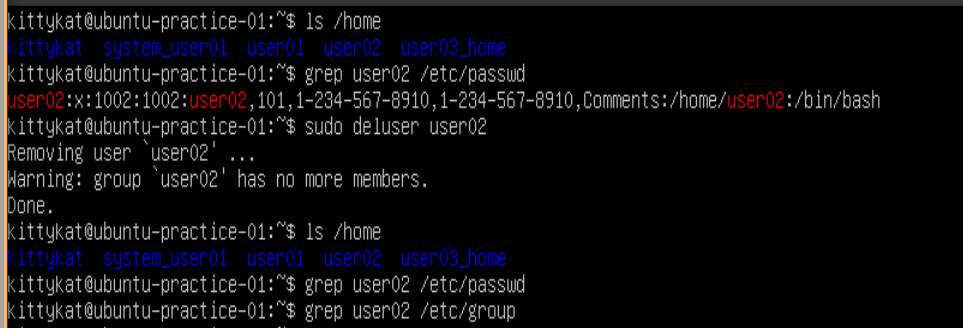 kittykat@ubuntu-practice-01:~$ ls /home
kittykat  system_user01  user01  user02  user03_home
kittykat@ubuntu-practice-01:~$ grep user02 /etc/passwd
user02:x:1002:1002:user02,101,1-234-567-8910,1-234-567-8910,Comments:/home/user02:/bin/bash
kittykat@ubuntu-practice-01:~$ sudo deluser user02
Removing user `user02' ...
Warning: group `user02' has no more members.
Done.
kittykat@ubuntu-practice-01:~$ ls /home
kittykat  system_user01  user01  user02  user03_home
kittykat@ubuntu-practice-01:~$ grep user02 /etc/passwd
kittykat@ubuntu-practice-01:~$ grep user02 /etc/group